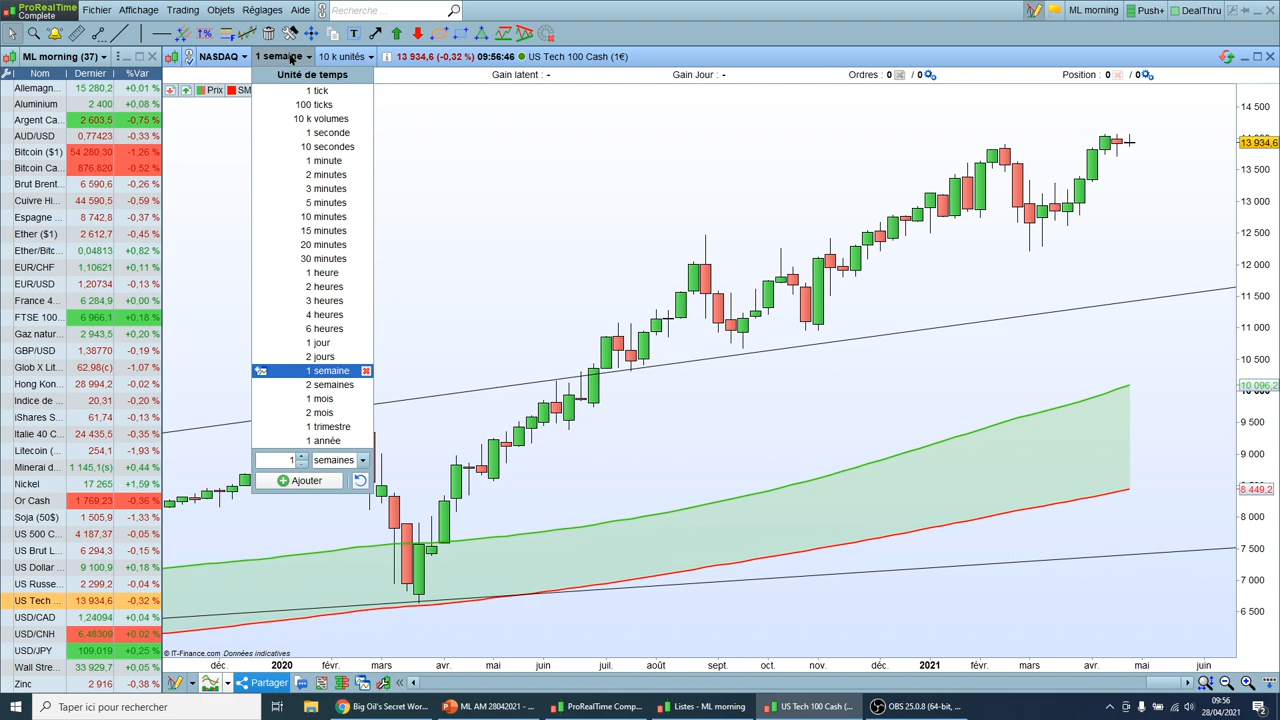 ProRealTime
Complete
Fichier Affichage Trading Objets Réglages Aide Recherche ML morning Push+ DealThru
ML morning (37) NASDAQ 1 semaine 10 k unités 13 934,6 (-0,32 %) 09:56:46 US Tech 100 Cash (1€)
Nom Dernier %Var
Unité de temps
Gain latent : - Gain Jour : - Ordres : 0 / 0 Position : 0 / 0
Prix SM
Allemagn... 15 280,2 +0,01 %
Aluminium 2 400 +0,08 %
Argent Ca... 2 603,5 -0,75 %
AUD/USD 0,77423 -0,33 %
Bitcoin ($1) 54 280,30 -1,26 %
Bitcoin Ca... 876,820 -0.52 %
Brut Brent... 6 590,6 -0,26 %
Cuivre Hi... 44 590,5 -0,59 %
Espagne ... 8 742,8 -0,37 %
Ether ($1) 2 612,7 -0.45 %
Ether/Bitc... 0,04813 +0,82 %
EUR/CHF 1,10621 +0,11 %
EUR/USD 1,20734 -0,13 %
France 4... 6 284,9 +0,00 %
FTSE 100... 6 966,1 +0,18 %
Gaz natur... 2 943,5 +0,20 %
GBP/USD 1,38770 -0,19 %
Glob X Lit... 62,98(c) -1,07 %
Hong Kon... 28 994,2 -0,02 %
Indice de ... 20,31 -0,20 %
iShares S... 61,74 -0,13 %
Italie 40 C... 24 435,5 -0,35 %
Litecoin (... 254,1 -1,93 %
Minerai d... 1 145,1(s) +0,44 %
Nickel 17 265 +1,59 %
Or Cash 1 769,23 -0,36 %
Soja (50$) 1 505,9 -1,33 %
US 500 C... 4 187,37 -0,05 %
US Brut L... 6 294,3 -0,15 %
US Dollar ... 9 100,9 +0,18 %
US Russe... 2 299,2 -0,04 %
US Tech ... 13 934,6 -0,32 %
USD/CAD 1,24094 +0,04 %
USD/CNH 6.48309 +0.02 %
USD/JPY 109,019 +0,25 %
Wall Stre... 33 929,7 +0,05 %
Zinc 2 916 -0,38 %
1 tick
100 ticks
10 k volumes
1 seconde
10 secondes
1 minute
2 minutes
3 minutes
5 minutes
10 minutes
15 minutes
20 minutes
30 minutes
1 heure
2 heures
3 heures
4 heures
6 heures
1 jour
2 jours
1 semaine
2 semaines
1 mois
2 mois
1 trimestre
1 année
1 semaines
Ajouter
14 500
13 934,6
13 500
13 000
12 500
12 000
11 500
11 000
10 500
10 096,2
9 500
9 000
8 449,2
8 000
7 500
7 000
6 500
© IT-Finance.com Données indicatives
déc. 2020 févr. mars avr. mai juin juil. août sept. oct. nov. déc. 2021 févr. mars avr. mai juin
Partager
Taper ici pour rechercher Big Oil's Secret Wor... ML AM 28042021 - ... ProRealTime Comp... Listes - ML morning US Tech 100 Cash (... OBS 25.0.8 (64-bit, ...
09:56
28/04/2021
2